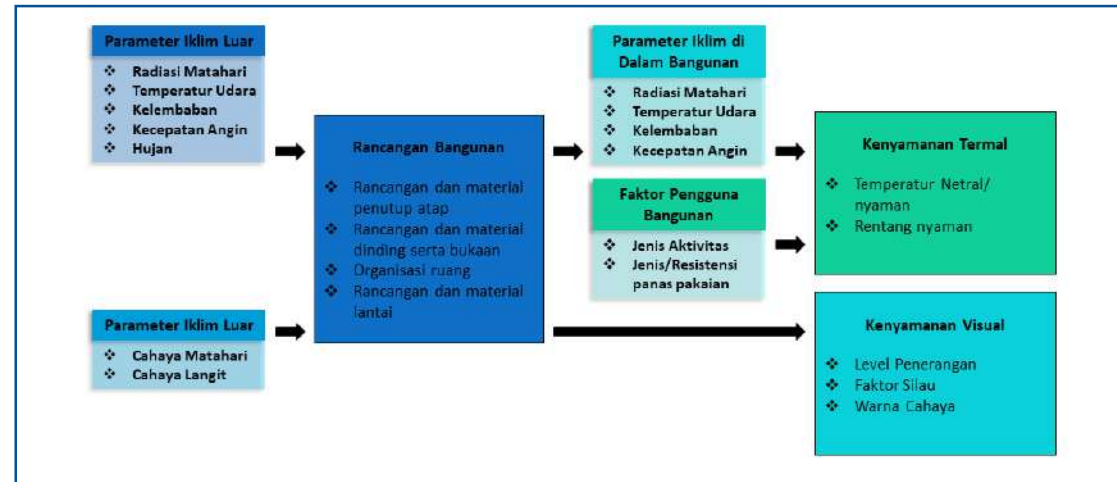 Parameter Iklim Luar
❖ Radiasi Matahari
❖ Temperatur Udara
❖ Kelembaban
❖ Kecepatan Angin
❖ Hujan
Parameter Iklim Luar
❖ Cahaya Matahari
❖ Cahaya Langit
Rancangan Bangunan
❖ Rancangan dan material
penutup atap
❖ Rancangan dan material
dinding serta bukaan
❖ Organisasi ruang
❖ Rancangan dan material
lantai
Parameter Iklim di
Dalam Bangunan
❖ Radiasi Matahari
❖ Temperatur Udara
❖ Kelembaban
❖ Kecepatan Angin
Faktor Pengguna
Bangunan
❖ Jenis Aktivitas
❖ Jenis/Resistensi
panas pakaian
Kenyamanan Termal
❖ Temperatur Netral/
nyaman
❖ Rentang nyaman
Kenyamanan Visual
❖ Level Penerangan
❖ Faktor Silau
❖ Warna Cahaya